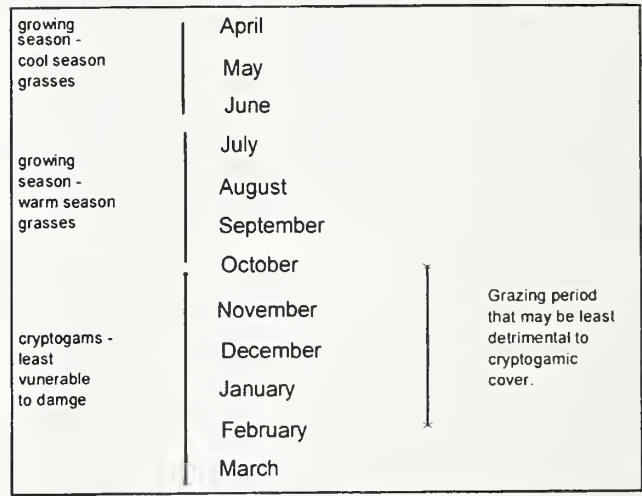 growing
season -
cool season
grasses
growing
season -
warm season
grasses
cryptogams -
least
vunerable
to damge
April
May
June
July
August
September
October
November
December
January
February
March
Grazing period
that may be least
detrimental to
cryptogamic
cover.